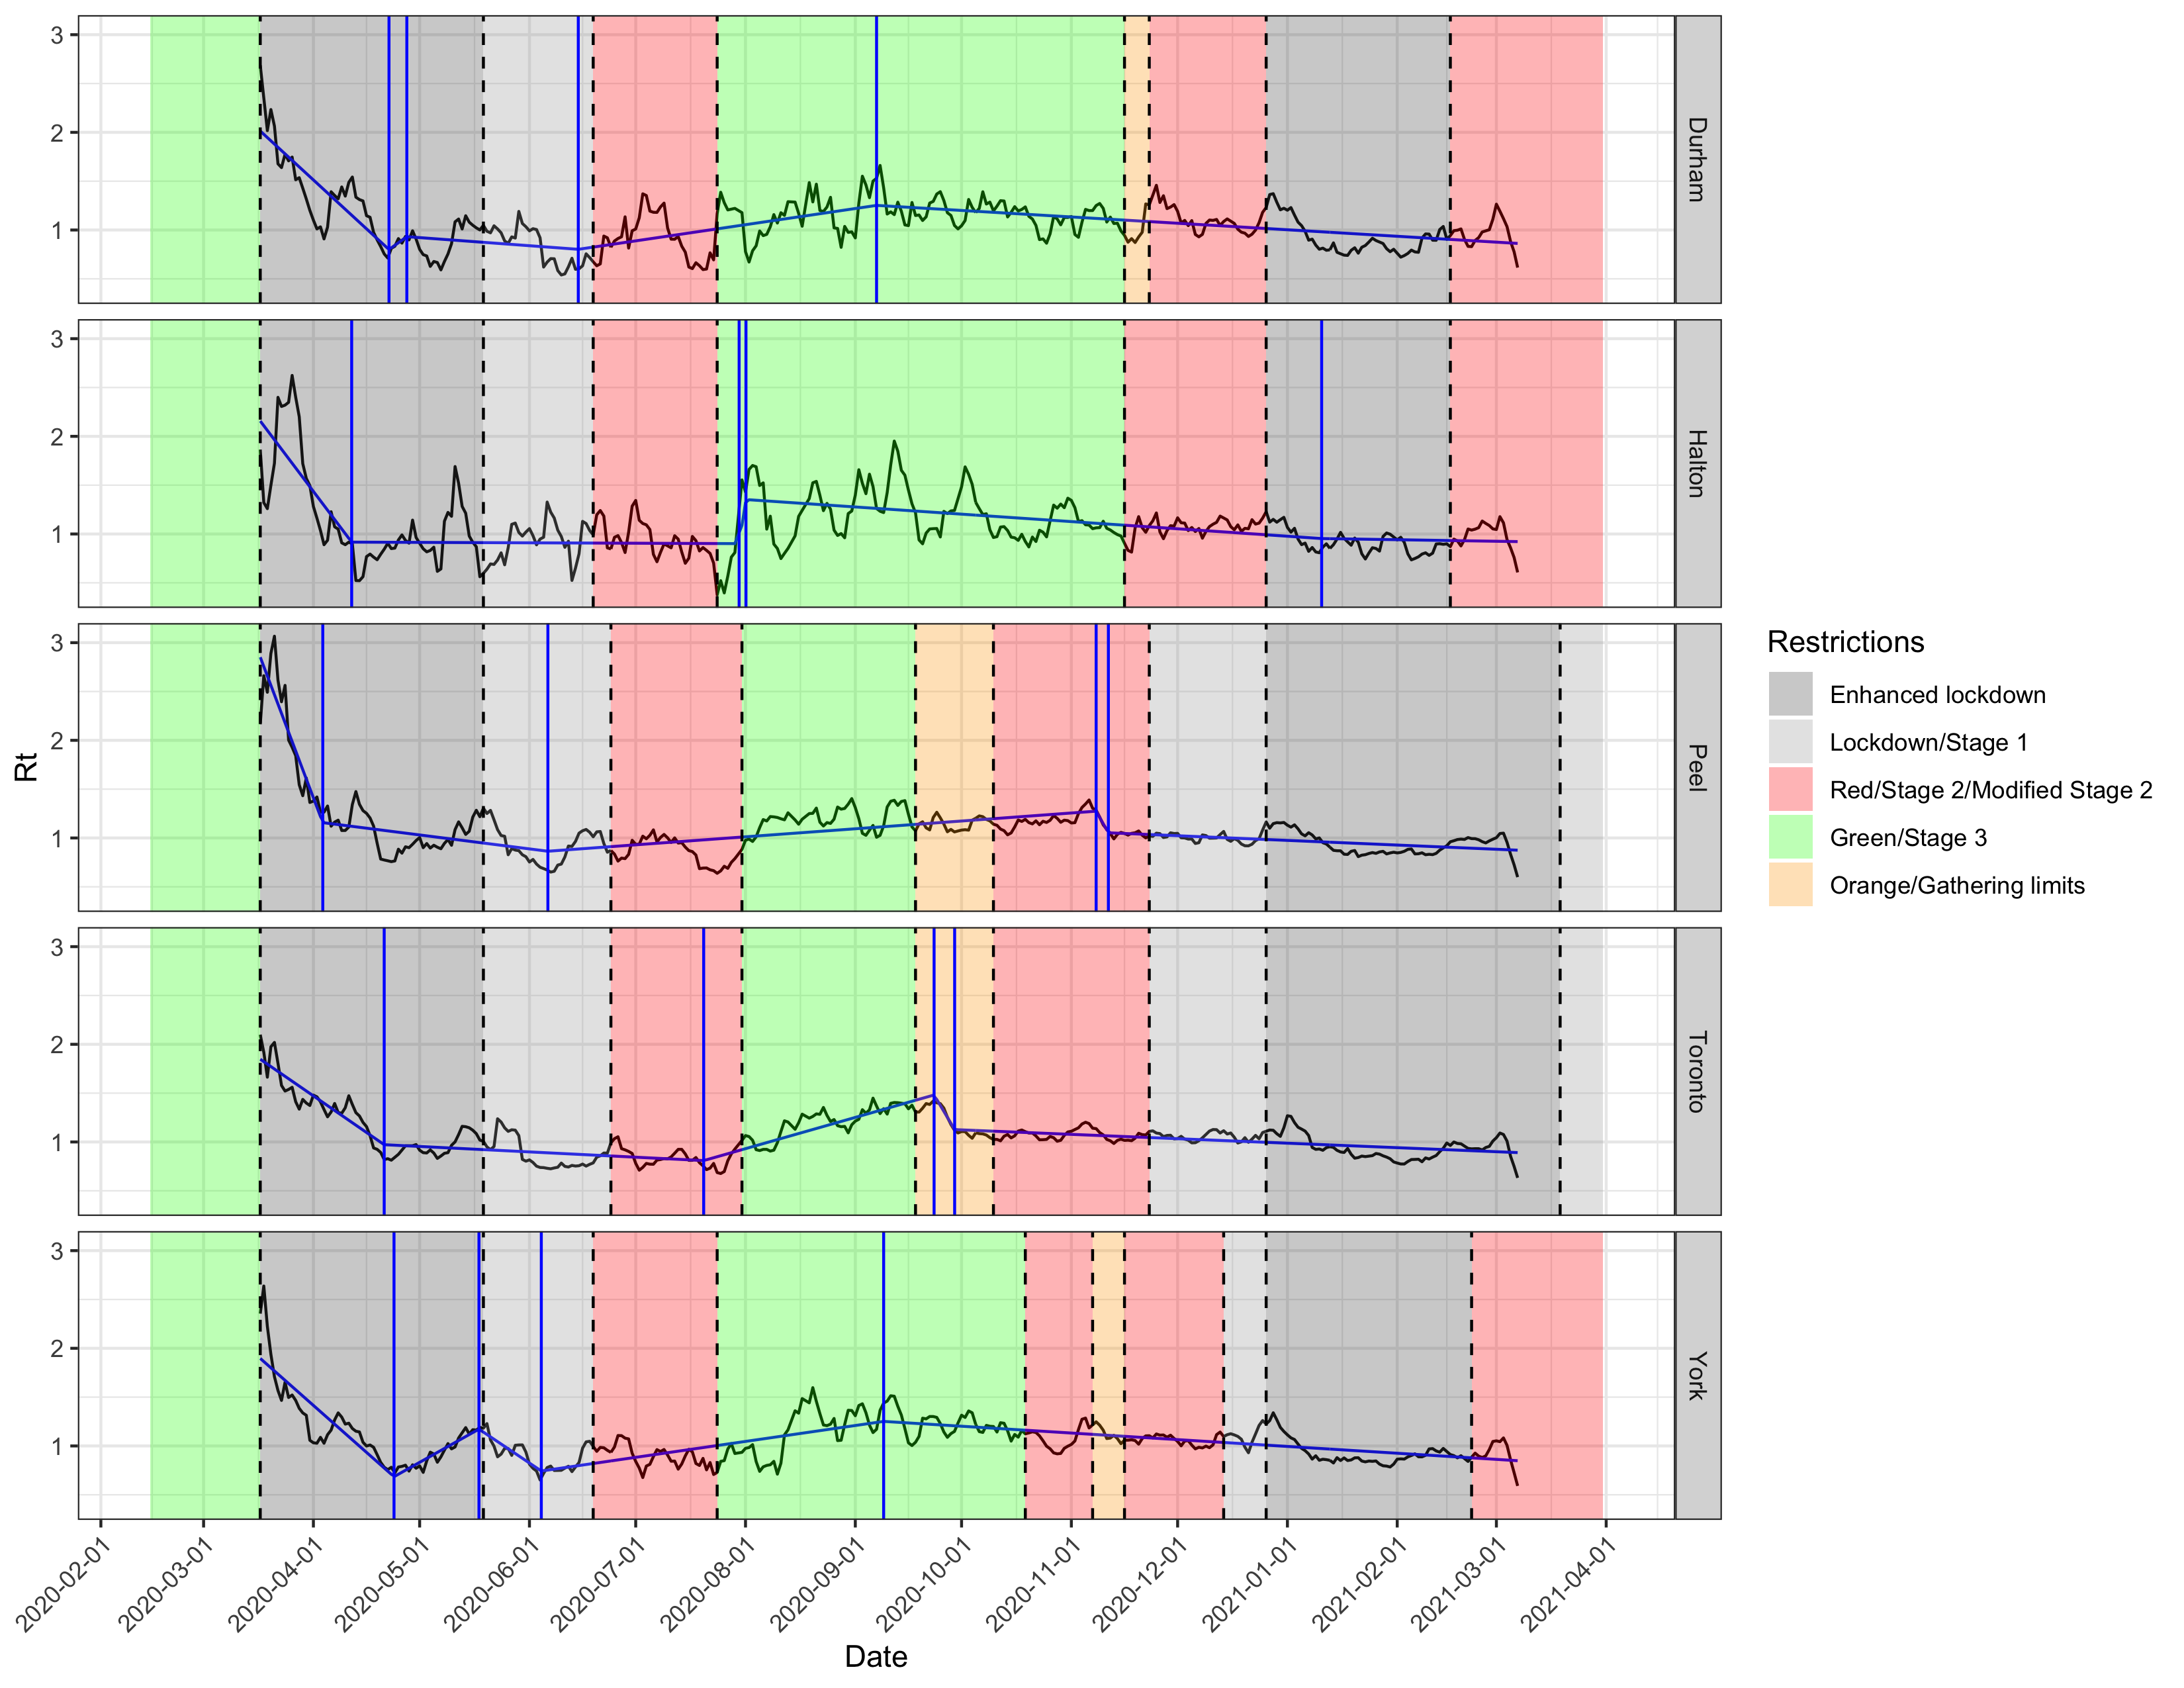 3
2
1
Durham
3
2
1
Halton
3
2
1
Peel
3
2
1
Toronto
3
2
1
York
Rt
2020-02-01
2020-03-01
2020-04-01
2020-05-01
2020-06-01
2020-07-01
2020-08-01
2020-09-01
2020-10-01
2020-11-01
2020-12-01
2021-01-01
2021-02-01
2021-03-01
2021-04-01
Date
Restrictions
Enhanced lockdown
Lockdown/Stage 1
Red/Stage 2/Modified Stage 2
Green/Stage 3
Orange/Gathering limits